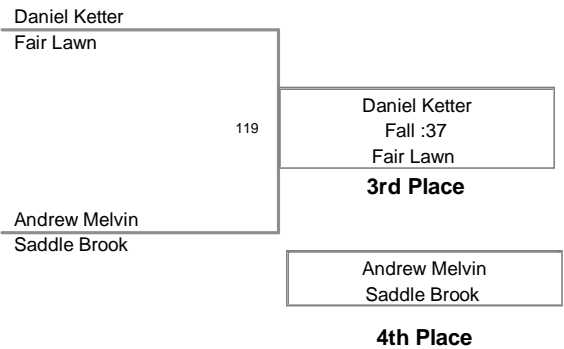 Daniel Ketter
Fair Lawn
119
Daniel Ketter
Fall :37
Fair Lawn
3rd Place
Andrew Melvin
Saddle Brook
Andrew Melvin
Saddle Brook
4th Place